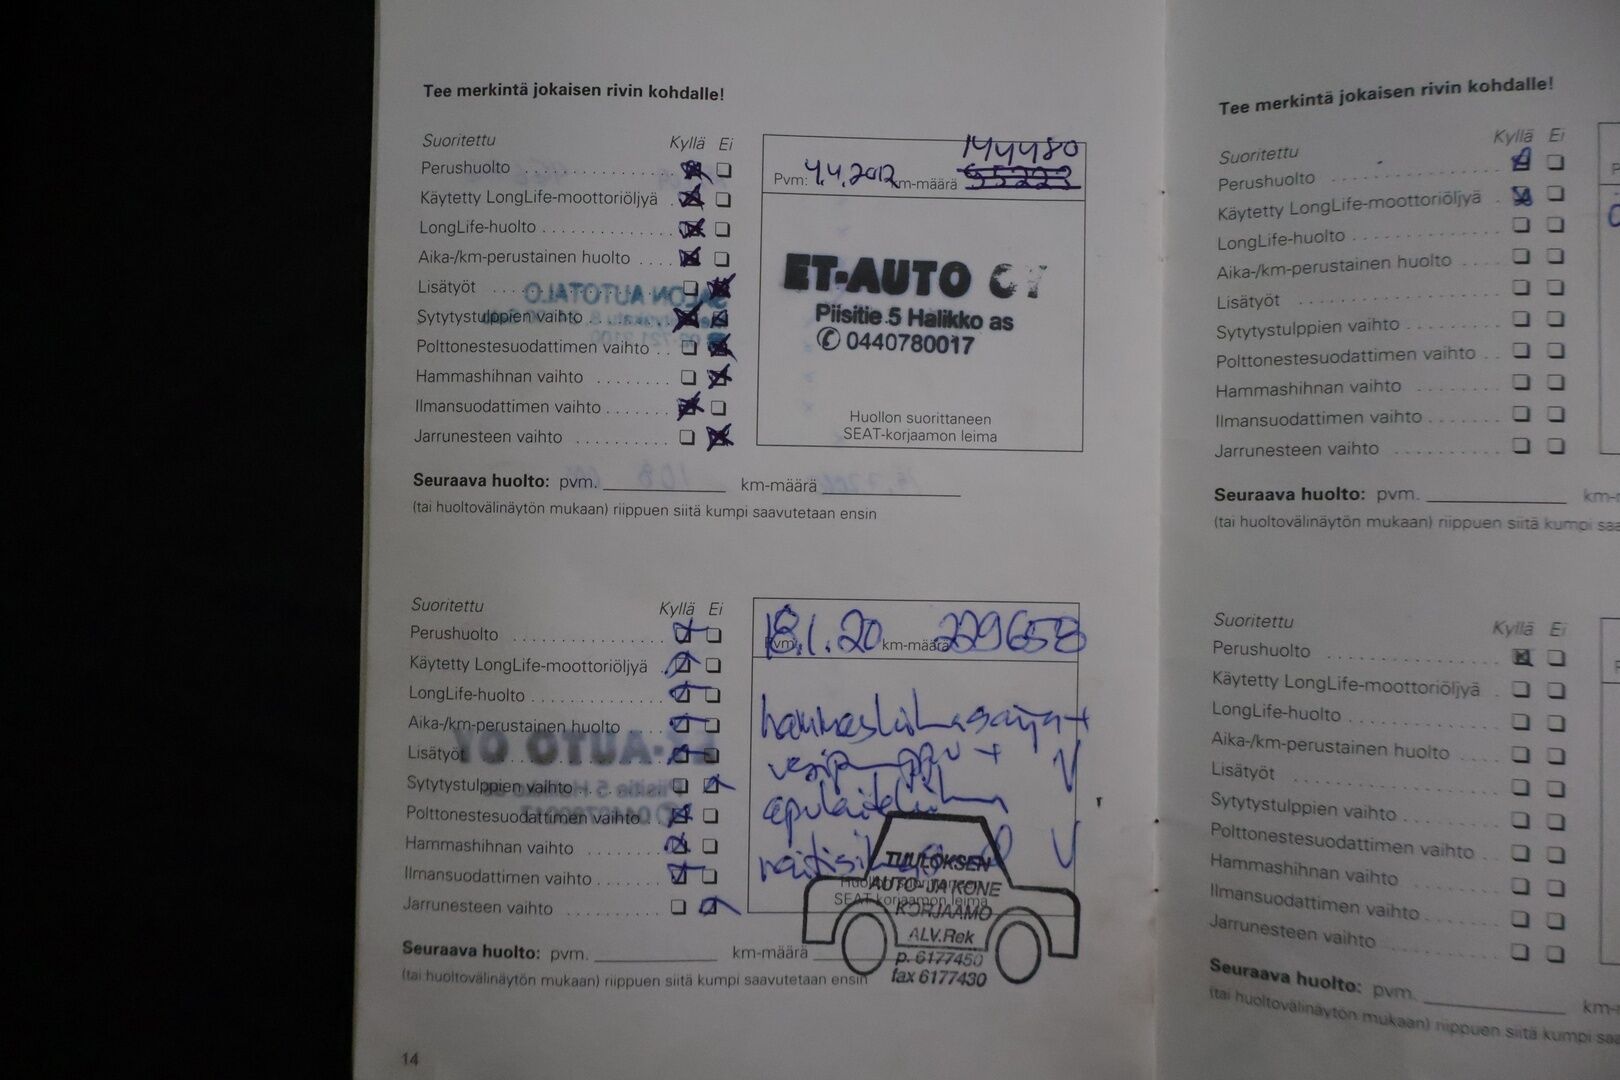 Tee merkintä jokaisen rivin kohdalle!
Suoritettu Kyllä Ei
Perushuolto
Käytetty LongLife-moottoriöljyä
LongLife-huolto
Aika-/km-perustainen huolto
Lisätyöt
Sytytystulppien vaihto
Polttonestesuodattimen vaihto
Hammashihnan vaihto
Ilmansuodattimen vaihto
Jarrunesteen vaihto
144480
Pvm: 4.4.2012 km-määrä 55223
ET-AUTO OY
Piisitie 5 Halikko as
0440780017
Huollon suorittaneen
SEAT-korjaamon leima
Seuraava huolto: pvm. km-määrä
(tai huoltovälinäytön mukaan) riippuen siitä kumpi saavutetaan ensin
Suoritettu Kyllä Ei
Perushuolto
Käytetty LongLife-moottoriöljyä
LongLife-huolto
Aika-/km-perustainen huolto
Lisätyöt
Sytytystulppien vaihto
Polttonestesuodattimen vaihto
Hammashihnan vaihto
Ilmansuodattimen vaihto
Jarrunesteen vaihto
Pvm: 18.1.20 km-määrä 229658
hammashihnasarja +
vesip +
V
V
TUULOKSEN
AUTO- JA KONE
KORJAAMO
ALV.Rek
p. 6177450
fax 6177430
SEAT-korjaamon leima
Seuraava huolto: pvm. km-määrä
(tai huoltovälinäytön mukaan) riippuen siitä kumpi saavutetaan ensin
14
Tee merkintä jokaisen rivin kohdalle!
Suoritettu Kyllä Ei
Perushuolto
Käytetty LongLife-moottoriöljyä
LongLife-huolto
Aika-/km-perustainen huolto
Lisätyöt
Sytytystulppien vaihto
Polttonestesuodattimen vaihto
Hammashihnan vaihto
Ilmansuodattimen vaihto
Jarrunesteen vaihto
Seuraava huolto: pvm.
(tai huoltovälinäytön mukaan) riippuen siitä kumpi
Suoritettu Kyllä Ei
Perushuolto
Käytetty LongLife-moottoriöljyä
LongLife-huolto
Aika-/km-perustainen huolto
Lisätyöt
Sytytystulppien vaihto
Polttonestesuodattimen vaihto
Hammashihnan vaihto
Ilmansuodattimen vaihto
Jarrunesteen vaihto
Seuraava huolto: pvm.
(tai huoltovälinäytön mukaan) riippuen siitä kumpi